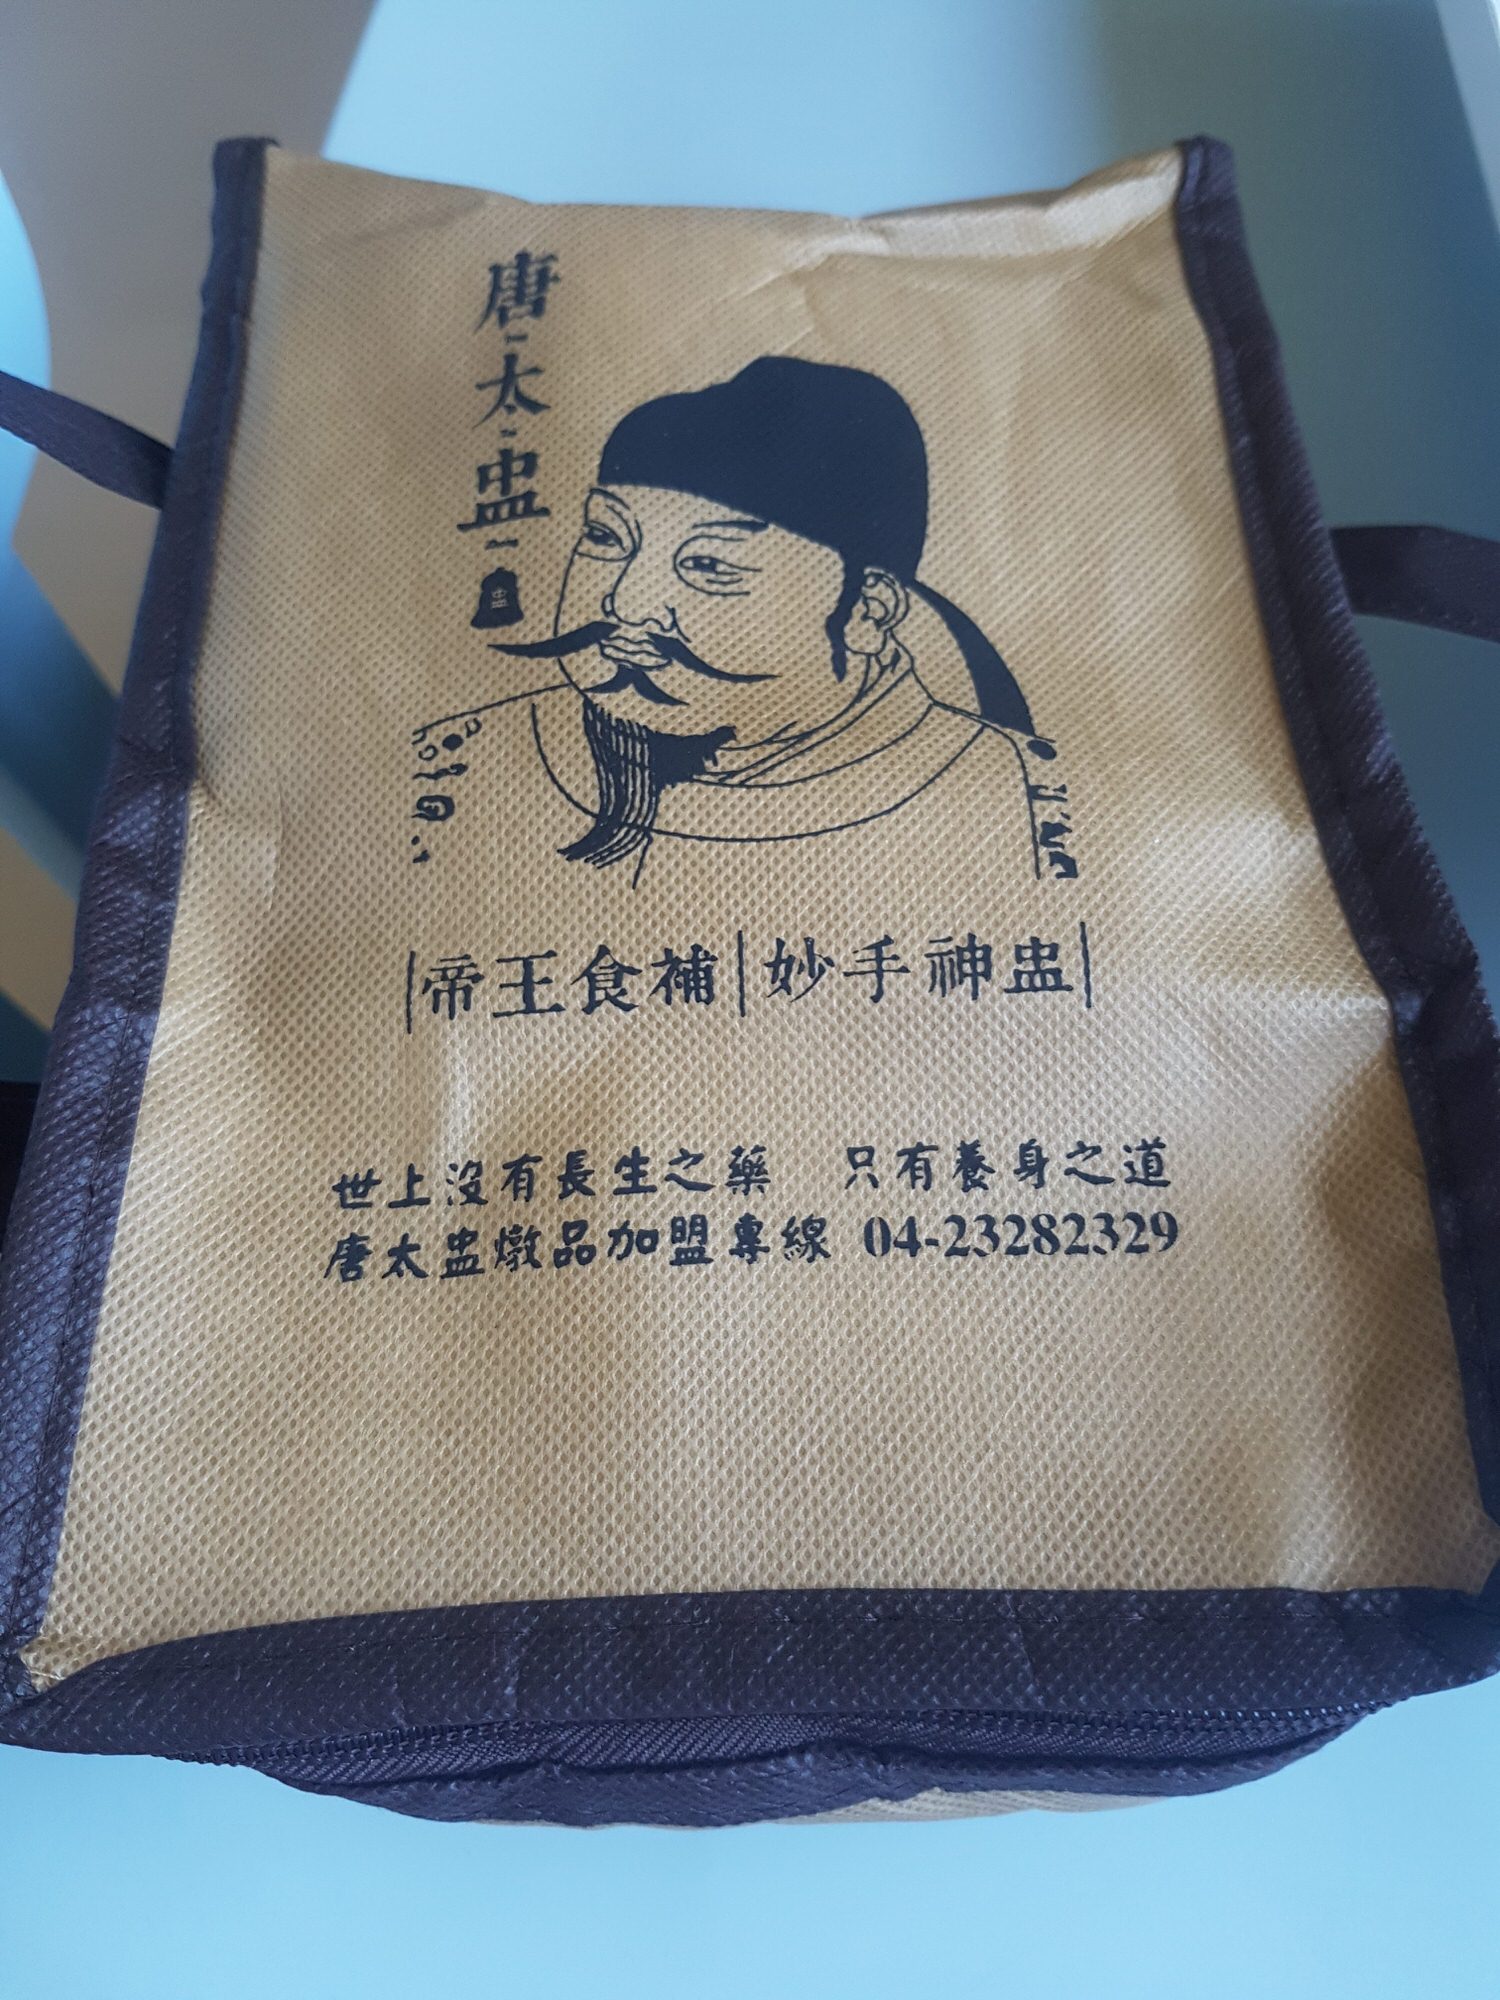 唐太盅
盅
帝王食補 | 妙手神盅
世上沒有長生之藥 只有養身之道
唐太盅燉品加盟專線 04-23282329